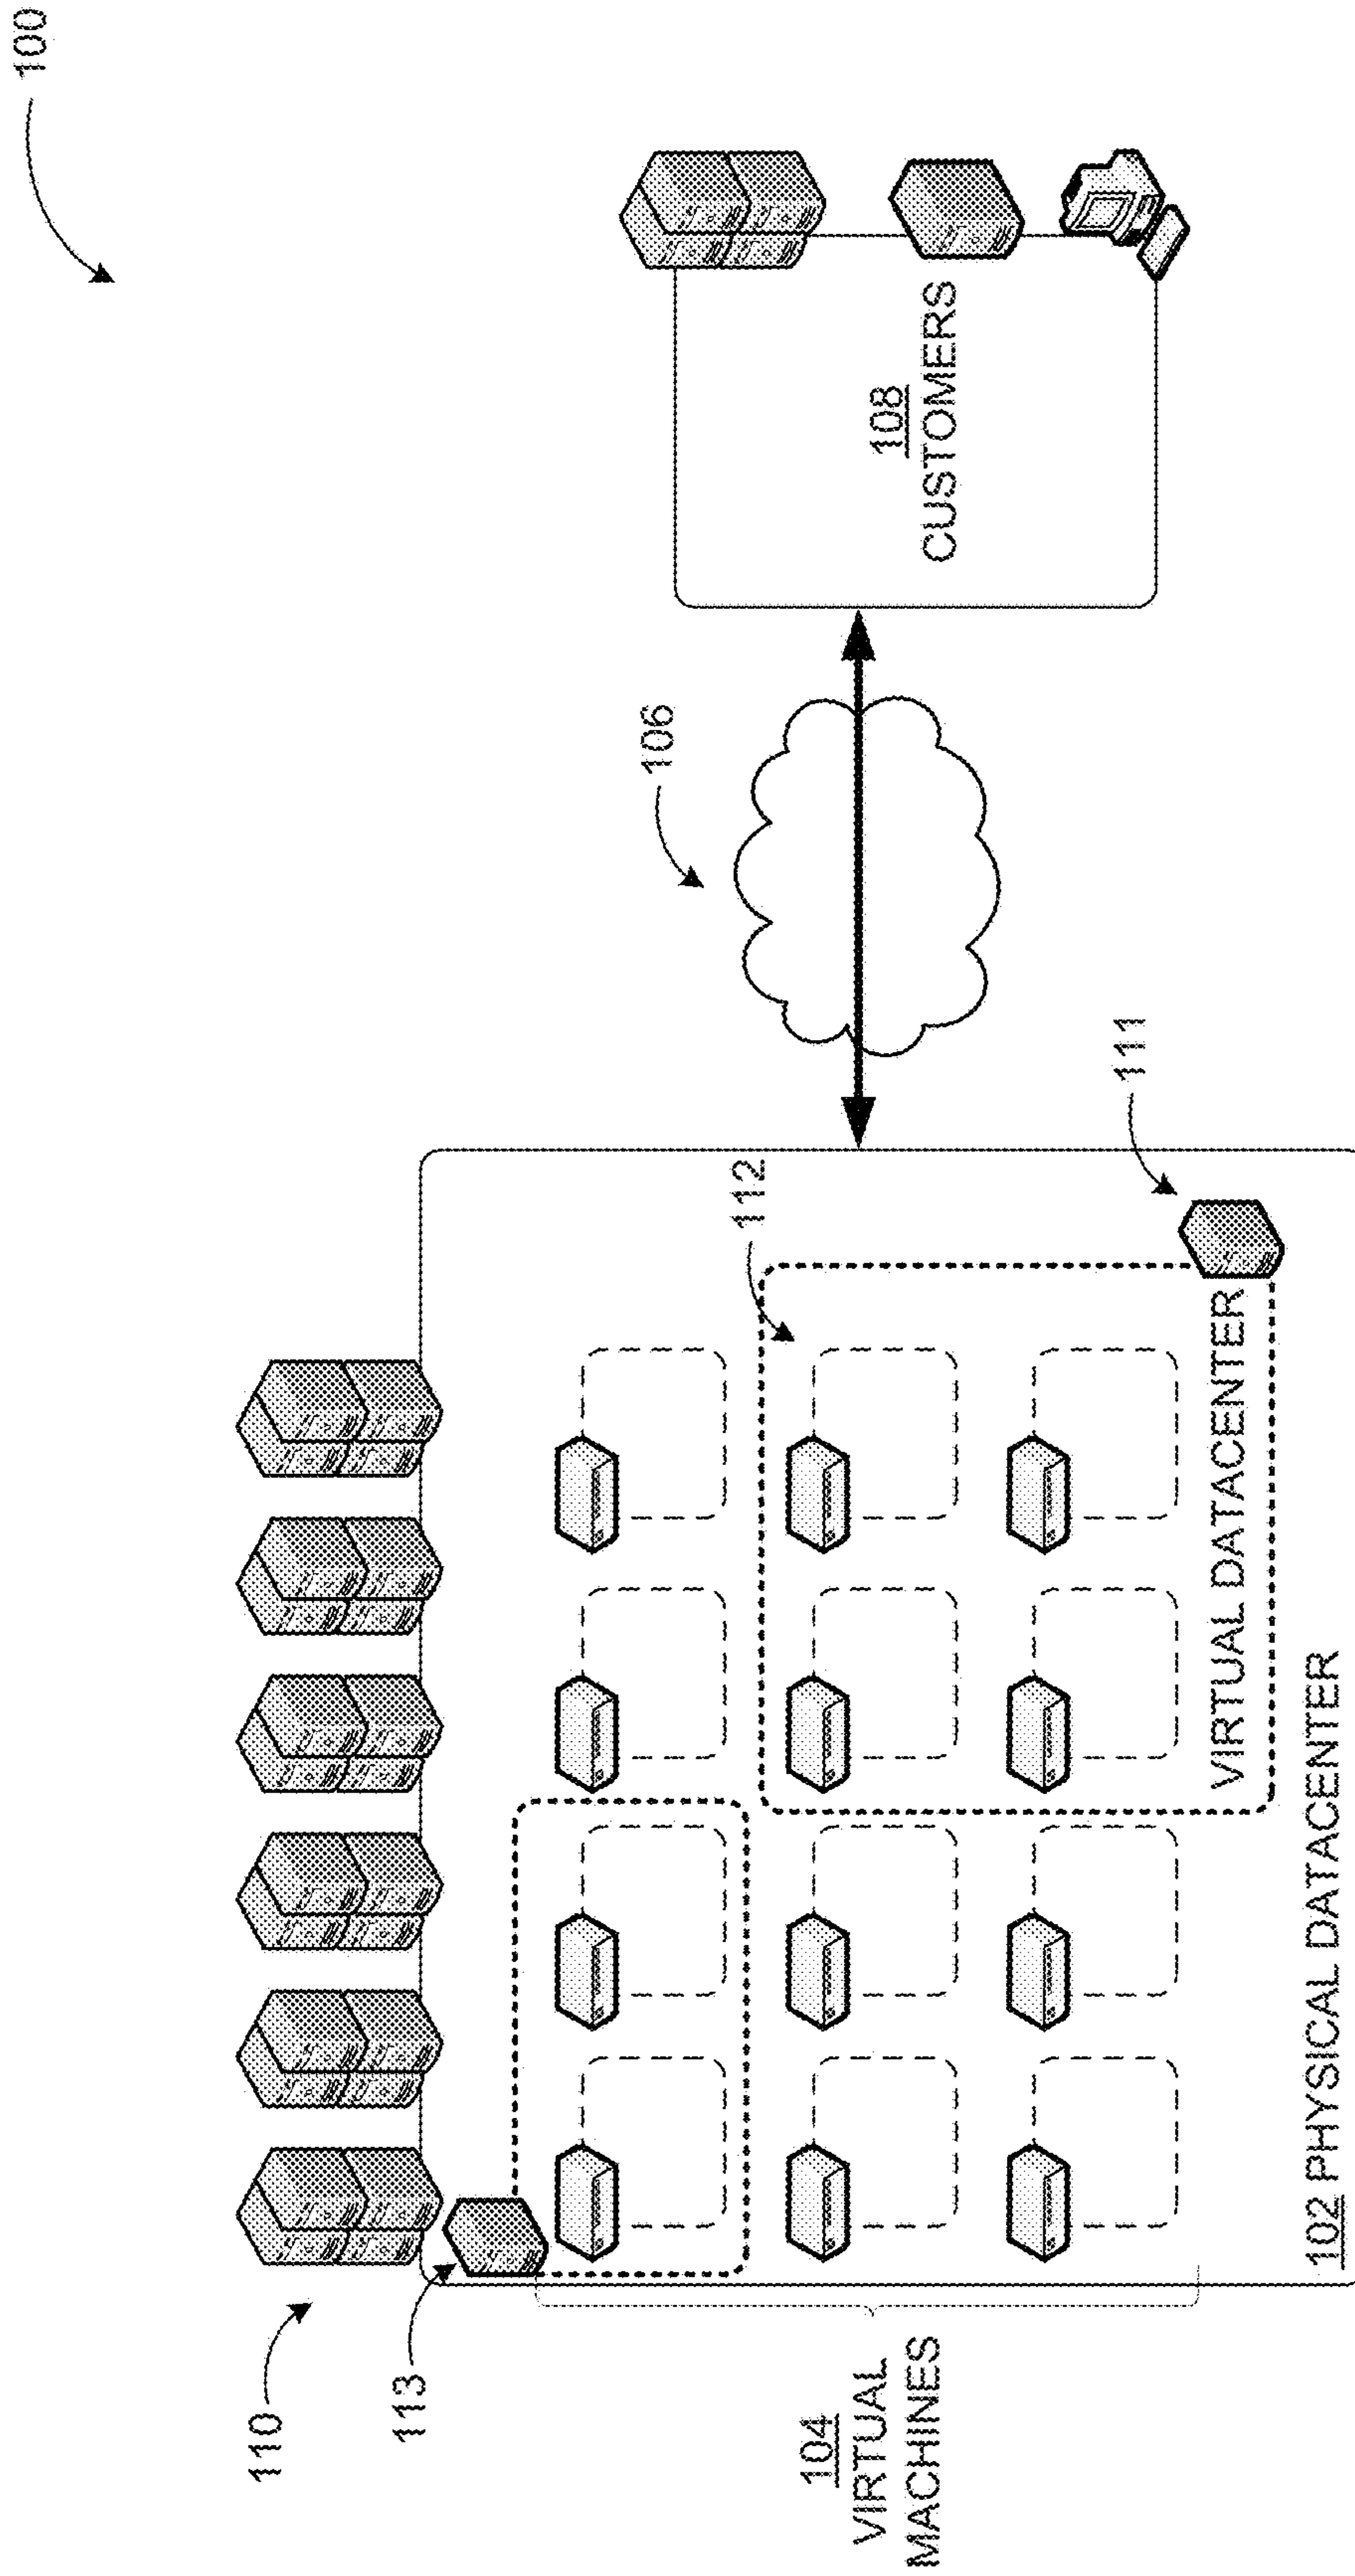 100
110
113
106
108
CUSTOMERS
112
111
104
VIRTUAL
MACHINES
VIRTUAL DATACENTER
102 PHYSICAL DATACENTER